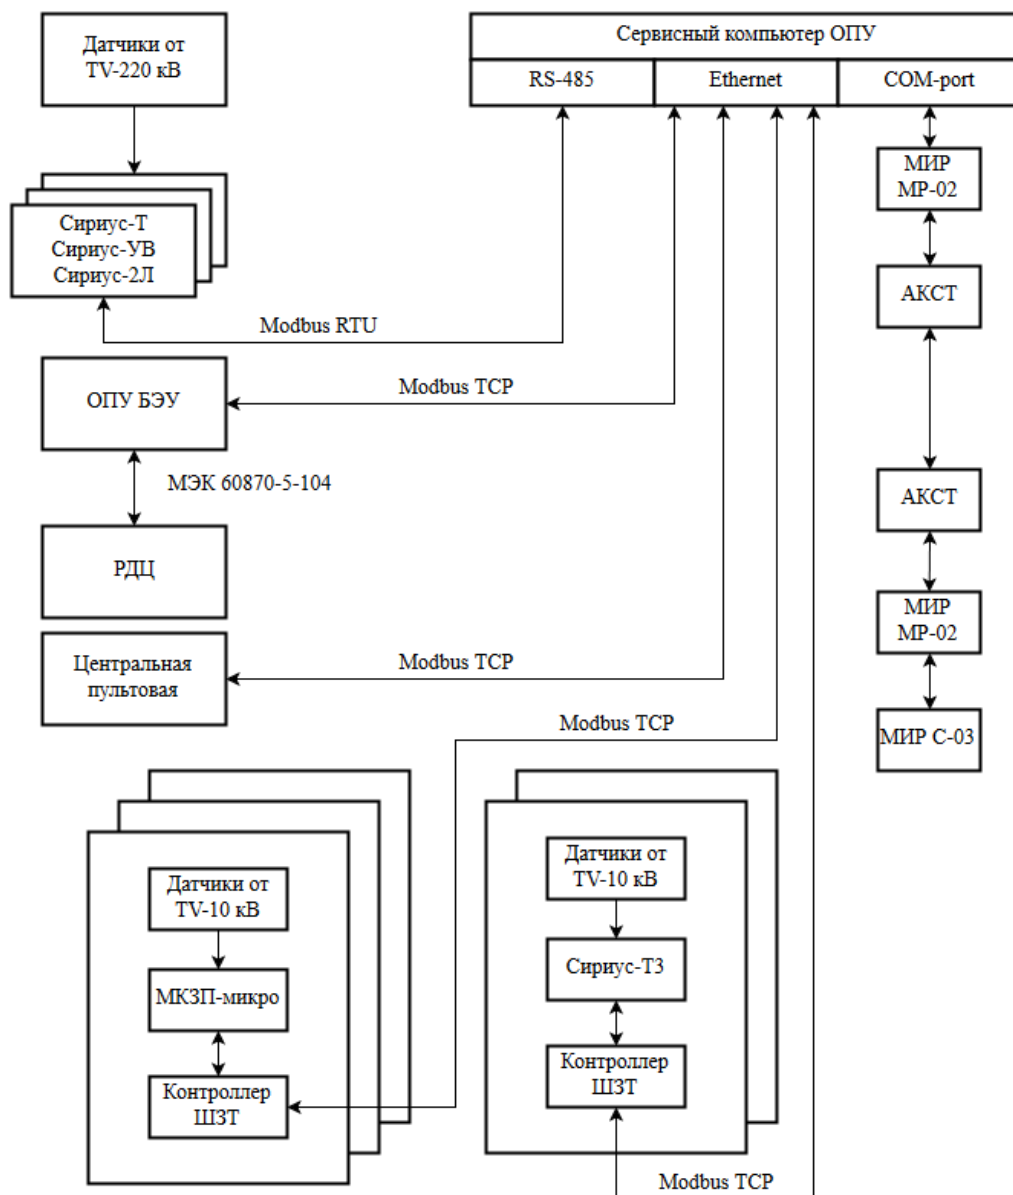 Датчики от
TV-220 кВ
Сервисный компьютер ОПУ
RS-485
Ethernet
COM-port
МИР
МР-02
Сириус-Т
Сириус-УВ
Сириус-2Л
АКСТ
Modbus RTU
ОПУ БЭУ
Modbus TCP
МЭК 60870-5-104
АКСТ
РДЦ
МИР
МР-02
Центральная
пультовая
Modbus TCP
МИР С-03
Modbus TCP
Датчики от
TV-10 кВ
МКЗП-микро
Контроллер
ШЗТ
Датчики от
TV-10 кВ
Сириус-Т3
Контроллер
ШЗТ
Modbus TCP